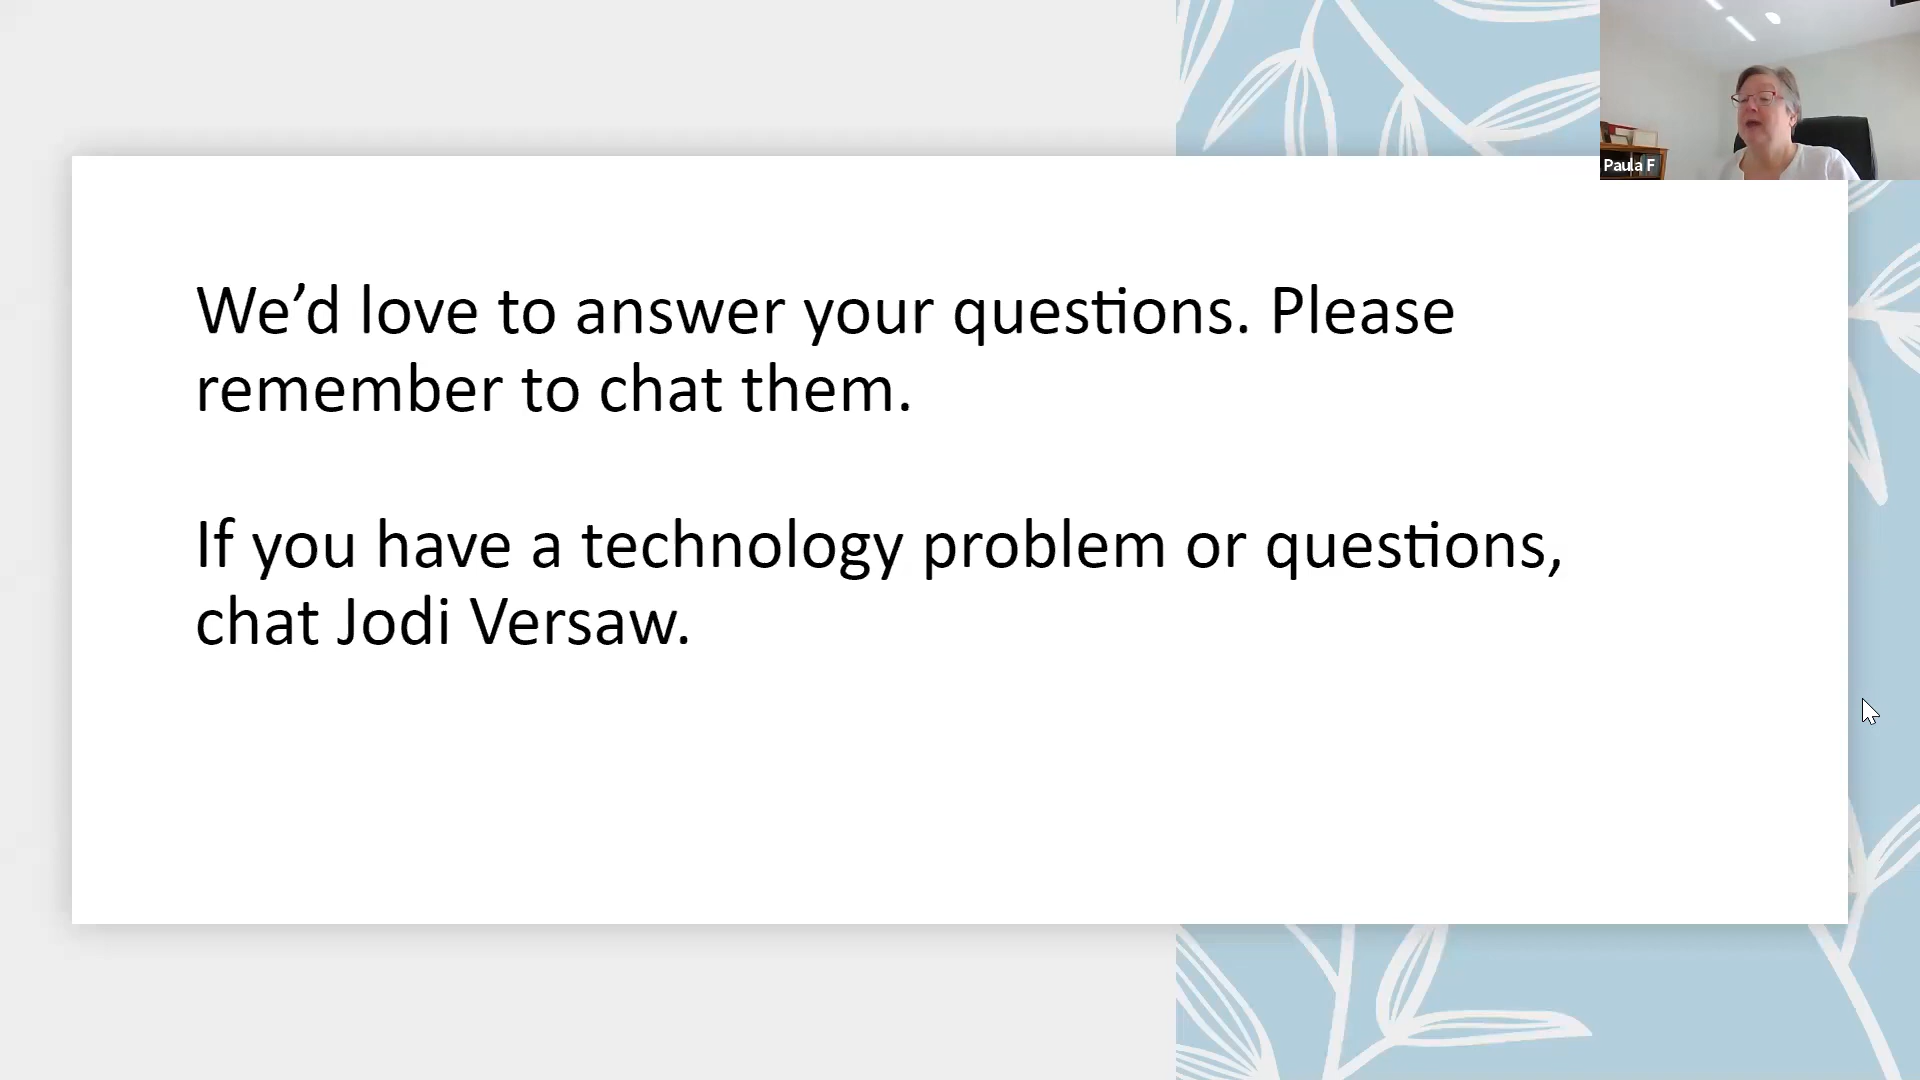 Paula F
We’d love to answer your questions. Please
remember to chat them.
If you have a technology problem or questions,
chat Jodi Versaw.